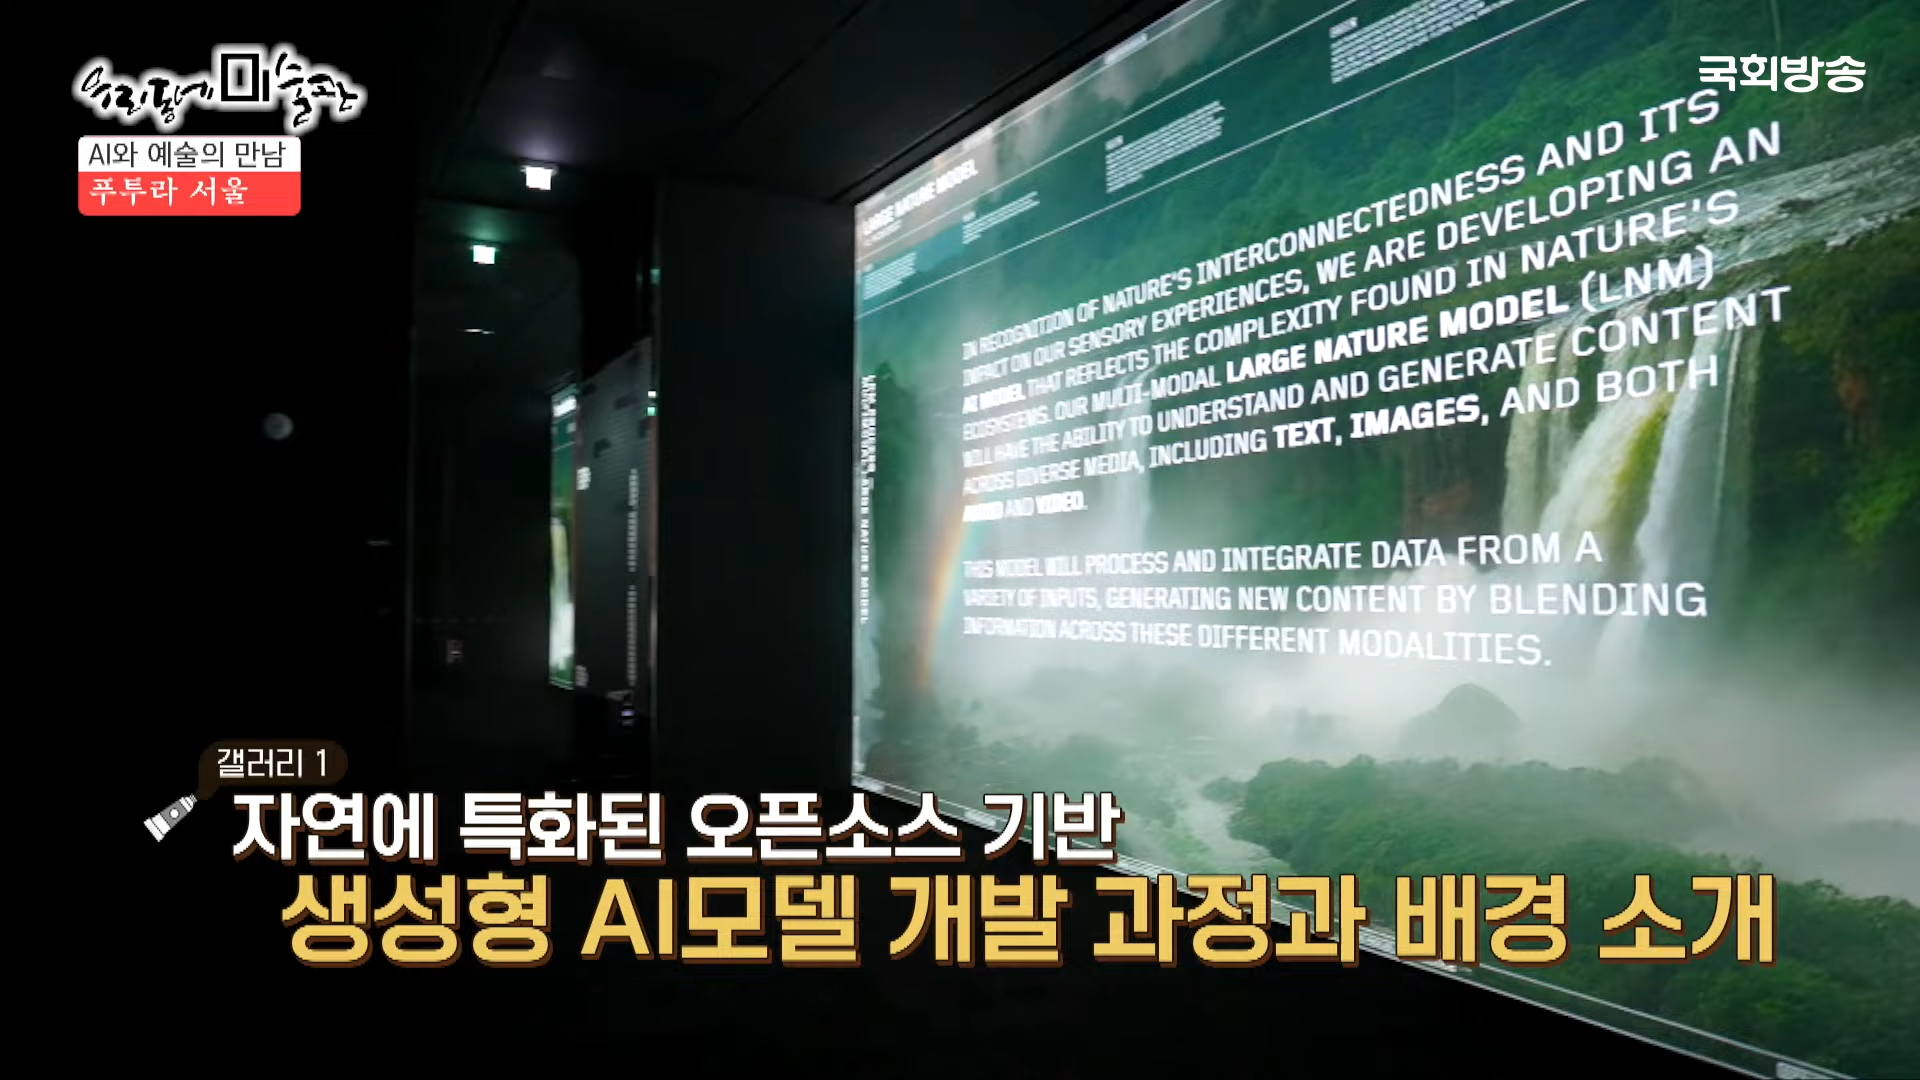 우리동네 미술관
AI와 예술의 만남
푸투라 서울
국회방송
LARGE NATURE MODEL
IN RECOGNITION OF NATURE'S INTERCONNECTEDNESS AND ITS
IMPACT ON OUR SENSORY EXPERIENCES, WE ARE DEVELOPING AN
AI MODEL THAT REFLECTS THE COMPLEXITY FOUND IN NATURE'S
ECOSYSTEMS. OUR MULTI-MODAL LARGE NATURE MODEL (LNM)
WILL HAVE THE ABILITY TO UNDERSTAND AND GENERATE CONTENT
ACROSS DIVERSE MEDIA, INCLUDING TEXT, IMAGES, AND BOTH
AUDIO AND VIDEO.
THIS MODEL WILL PROCESS AND INTEGRATE DATA FROM A
VARIETY OF INPUTS, GENERATING NEW CONTENT BY BLENDING
INFORMATION ACROSS THESE DIFFERENT MODALITIES.
갤러리 1
자연에 특화된 오픈소스 기반
생성형 AI모델 개발 과정과 배경 소개